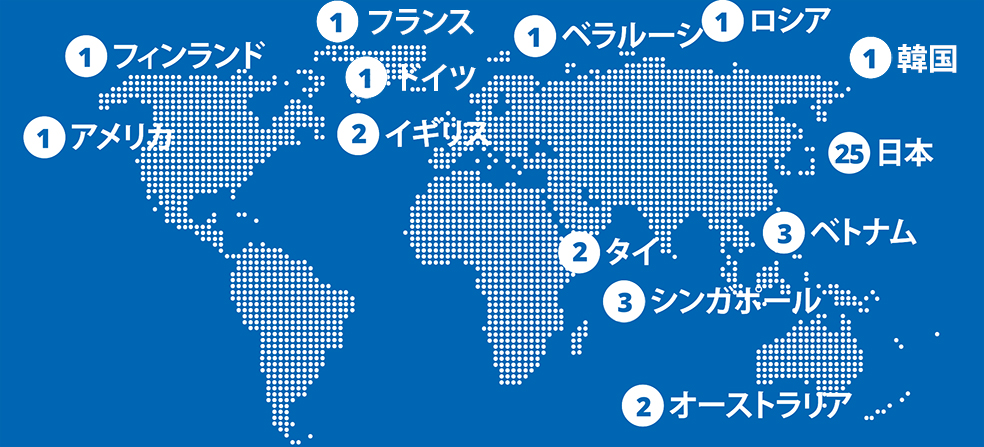 1 フランス
1 ロシア
1 ベラルーシ
1 フィンランド
1 韓国
1 ドイツ
1 アメリカ
2 イギリス
25 日本
3 ベトナム
2 タイ
3 シンガポール
2 オーストラリア